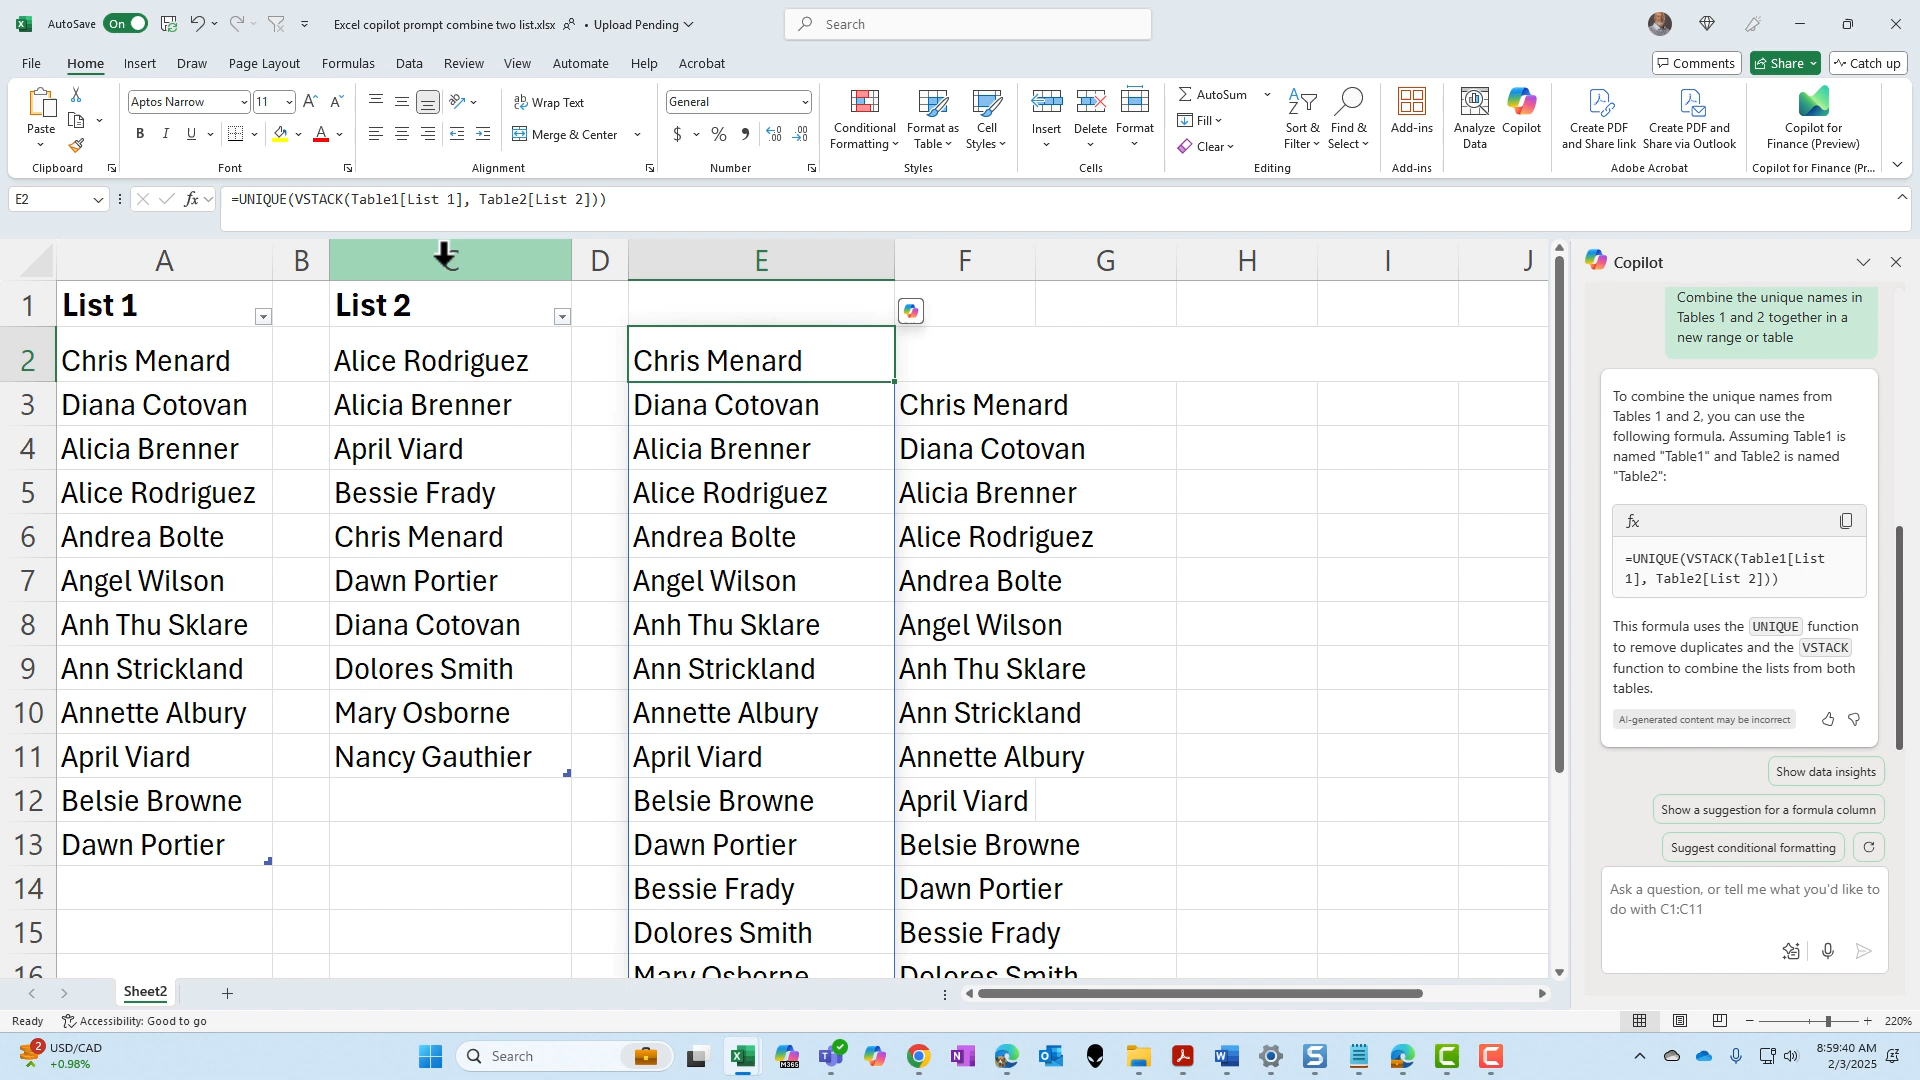 AutoSave On Excel copilot prompt combine two list.xlsx • Upload Pending Search
File Home Insert Draw Page Layout Formulas Data Review View Automate Help Acrobat Comments Share Catch up
Paste
Clipboard
Aptos Narrow 11
B I U
Font
Wrap Text
Merge & Center
Alignment
General
$ % ,
Number
Conditional Formatting
Format as Table
Cell Styles
Styles
Insert
Delete
Format
Cells
AutoSum
Fill
Clear
Sort & Filter
Find & Select
Editing
Add-ins
Add-ins
Analyze Data
Copilot
Create PDF and Share link
Create PDF and Share via Outlook
Adobe Acrobat
Copilot for Finance (Preview)
Copilot for Finance (Pr...
E2 fx =UNIQUE(VSTACK(Table1[List 1], Table2[List 2]))
A B C D E F G H I J
1 List 1 List 2
2 Chris Menard Alice Rodriguez Chris Menard
3 Diana Cotovan Alicia Brenner Diana Cotovan Chris Menard
4 Alicia Brenner April Viard Alicia Brenner Diana Cotovan
5 Alice Rodriguez Bessie Frady Alice Rodriguez Alicia Brenner
6 Andrea Bolte Chris Menard Andrea Bolte Alice Rodriguez
7 Angel Wilson Dawn Portier Angel Wilson Andrea Bolte
8 Anh Thu Sklare Diana Cotovan Anh Thu Sklare Angel Wilson
9 Ann Strickland Dolores Smith Ann Strickland Anh Thu Sklare
10 Annette Albury Mary Osborne Annette Albury Ann Strickland
11 April Viard Nancy Gauthier April Viard Annette Albury
12 Belsie Browne Belsie Browne April Viard
13 Dawn Portier Dawn Portier Belsie Browne
14 Bessie Frady Dawn Portier
15 Dolores Smith Bessie Frady
16 Mary Osborne Dolores Smith
Copilot
Combine the unique names in
Tables 1 and 2 together in a
new range or table
To combine the unique names from
Tables 1 and 2, you can use the
following formula. Assuming Table1 is
named "Table1" and Table2 is named
"Table2":
fx
=UNIQUE(VSTACK(Table1[List
1], Table2[List 2]))
This formula uses the UNIQUE function
to remove duplicates and the VSTACK
function to combine the lists from both
tables.
AI-generated content may be incorrect
Show data insights
Show a suggestion for a formula column
Suggest conditional formatting
Ask a question, or tell me what you'd like to
do with C1:C11
Sheet2
Ready Accessibility: Good to go 220%
2 USD/CAD
+0.98%
Search
M365
8:59:40 AM
2/3/2025